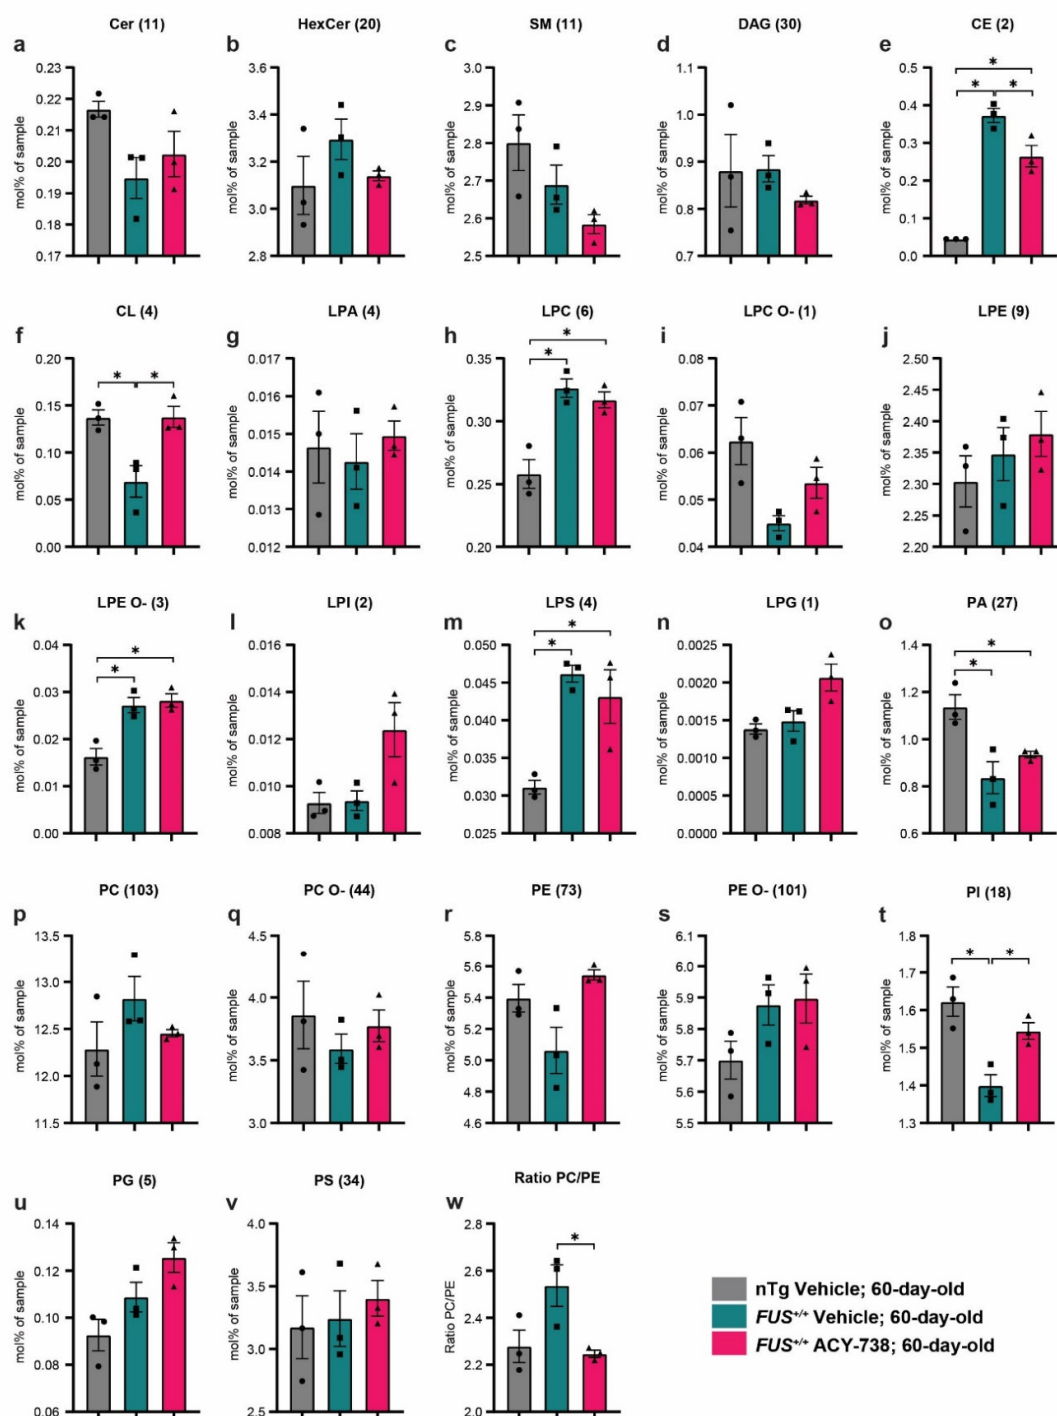 Cer (11)
HexCer (20)
SM (11)
DAG (30)
CE (2)
a
b
c
d
e
mol% of sample
0.23
0.22
0.21
0.20
0.19
0.18
0.17
mol% of sample
3.6
3.4
3.2
3.0
2.8
mol% of sample
3.0
2.9
2.8
2.7
2.6
2.5
mol% of sample
1.1
1.0
0.9
0.8
0.7
mol% of sample
0.5
0.4
0.3
0.2
0.1
0.0
*
* *
CL (4)
LPA (4)
LPC (6)
LPC O- (1)
LPE (9)
f
g
h
i
j
mol% of sample
0.20
0.15
0.10
0.05
0.00
* *
mol% of sample
0.017
0.016
0.015
0.014
0.013
0.012
mol% of sample
0.35
0.30
0.25
0.20
*
*
mol% of sample
0.08
0.07
0.06
0.05
0.04
mol% of sample
2.50
2.45
2.40
2.35
2.30
2.25
2.20
LPE O- (3)
LPI (2)
LPS (4)
LPG (1)
PA (27)
k
l
m
n
o
mol% of sample
0.04
0.03
0.02
0.01
0.00
*
*
mol% of sample
0.016
0.014
0.012
0.010
0.008
mol% of sample
0.050
0.045
0.040
0.035
0.030
0.025
*
*
mol% of sample
0.0025
0.0020
0.0015
0.0010
0.0005
0.0000
mol% of sample
1.4
1.2
1.0
0.8
0.6
*
*
PC (103)
PC O- (44)
PE (73)
PE O- (101)
PI (18)
p
q
r
s
t
mol% of sample
13.5
13.0
12.5
12.0
11.5
mol% of sample
4.5
4.0
3.5
3.0
mol% of sample
5.8
5.6
5.4
5.2
5.0
4.8
4.6
mol% of sample
6.1
6.0
5.9
5.8
5.7
5.6
5.5
mol% of sample
1.8
1.7
1.6
1.5
1.4
1.3
* *
PG (5)
PS (34)
Ratio PC/PE
u
v
w
mol% of sample
0.14
0.12
0.10
0.08
0.06
mol% of sample
4.0
3.5
3.0
2.5
Ratio PC/PE
2.8
2.6
2.4
2.2
2.0
*
nTg Vehicle; 60-day-old
FUS+/+ Vehicle; 60-day-old
FUS+/+ ACY-738; 60-day-old